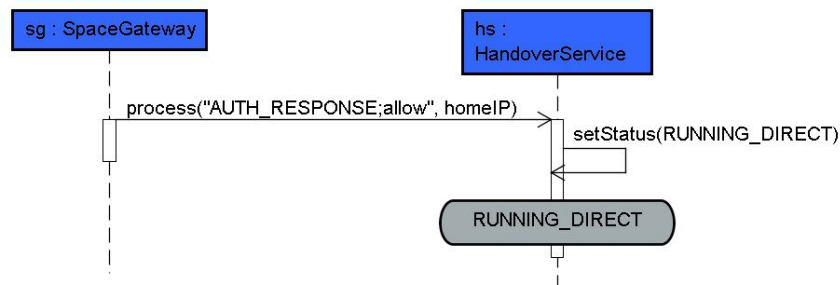 sg : SpaceGateway
hs :
HandoverService
process("AUTH_RESPONSE;allow", homeIP)
setStatus(RUNNING_DIRECT)
RUNNING_DIRECT